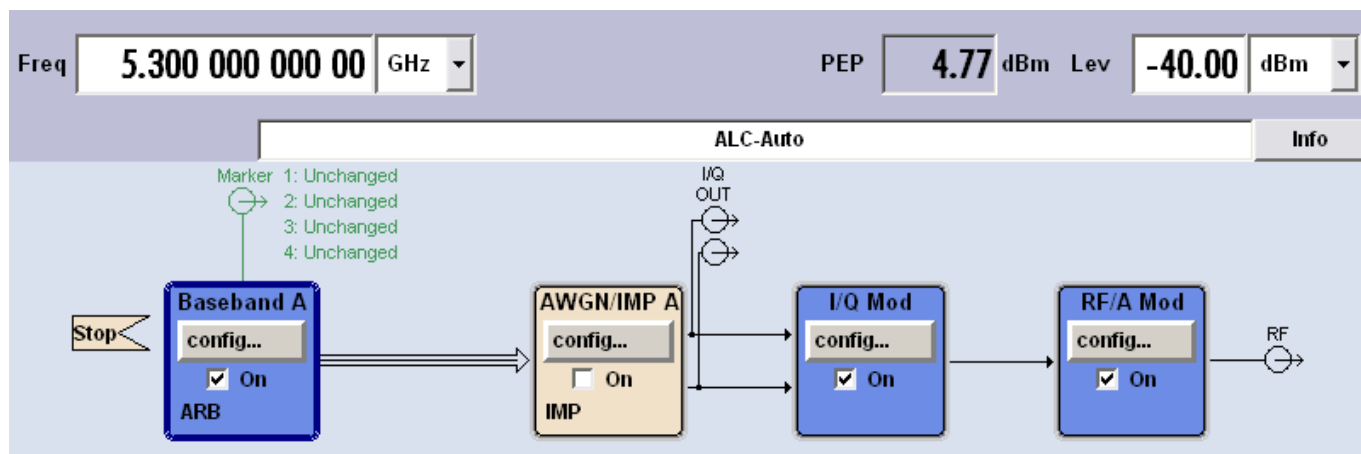 Freq 5.300 000 000 00 GHz PEP 4.77 dBm Lev -40.00 dBm
ALC-Auto Info
Marker 1: Unchanged
2: Unchanged
3: Unchanged
4: Unchanged
I/Q
OUT
Stop
Baseband A
config...
On
ARB
AWGN/IMP A
config...
On
IMP
I/Q Mod
config...
On
RF/A Mod
config...
On
RF